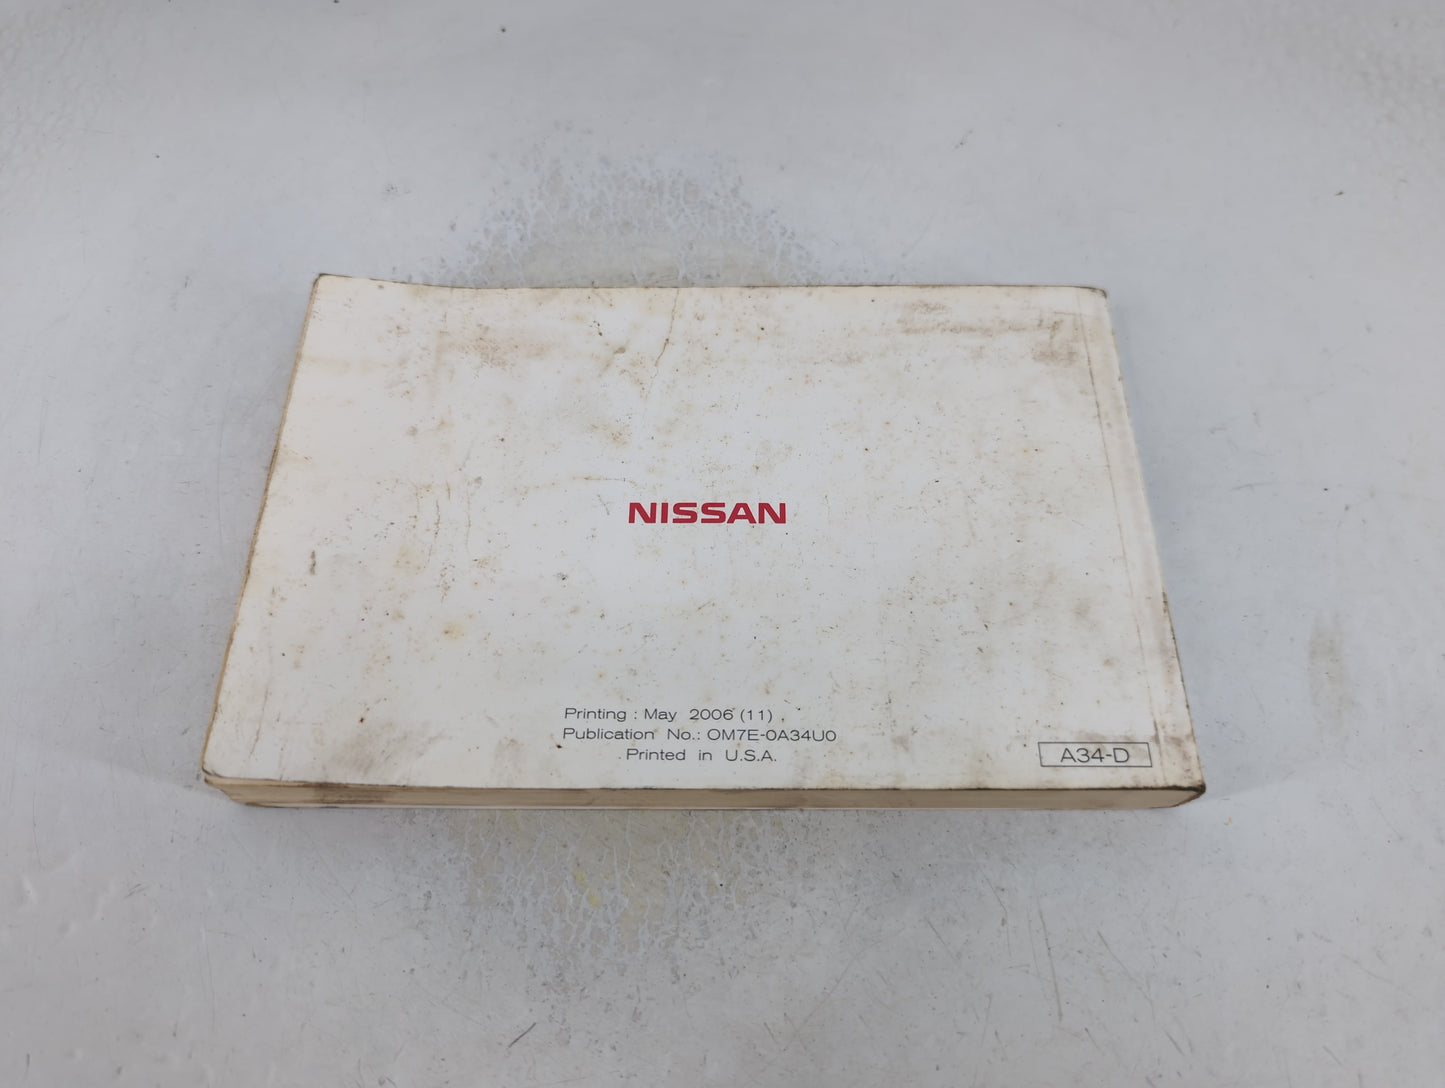 NISSAN
Printing : May 2006 (11)
Publication No.: OM7E-0A34U0
Printed in U.S.A.
A34-D